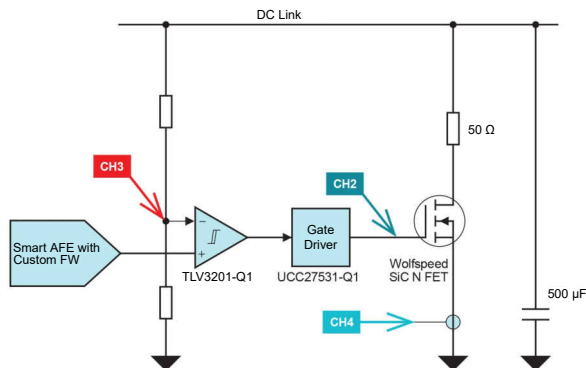 DC Link
50 Ω
CH3
CH2
−
+
Smart AFE with
Custom FW
Gate
Driver
TLV3201-Q1
UCC27531-Q1
Wolfspeed
SiC N FET
CH4
500 µF